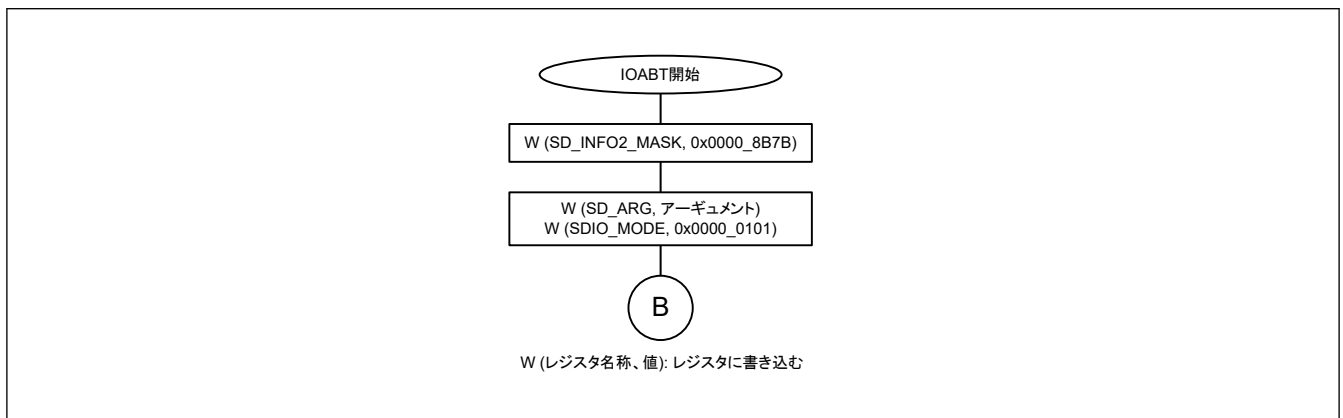 IOABT開始
W (SD_INFO2_MASK, 0x0000_8B7B)
W (SD_ARG, アーギュメント)
W (SDIO_MODE, 0x0000_0101)
B
W (レジスタ名称、値): レジスタに書き込む